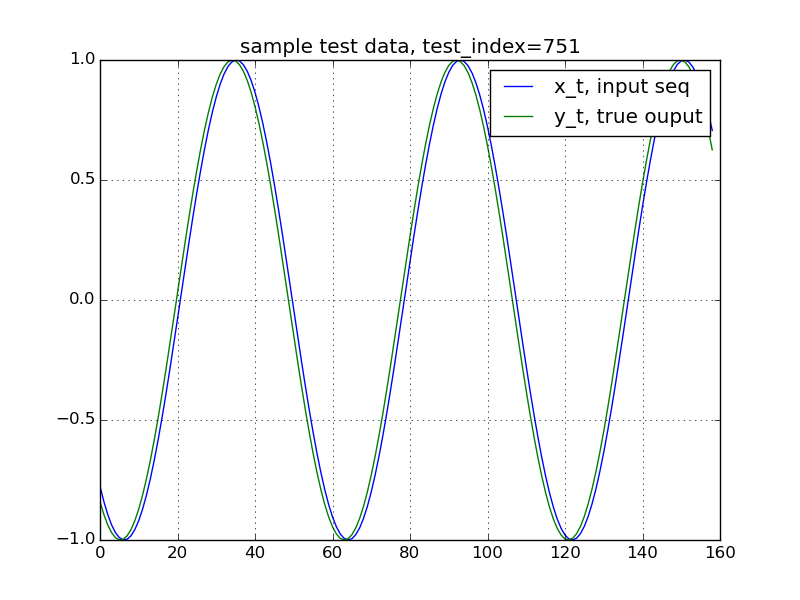 sample test data, test_index=751
x_t, input seq
y_t, true ouput
1.0
0.5
0.0
−0.5
−1.0
0 20 40 60 80 100 120 140 160